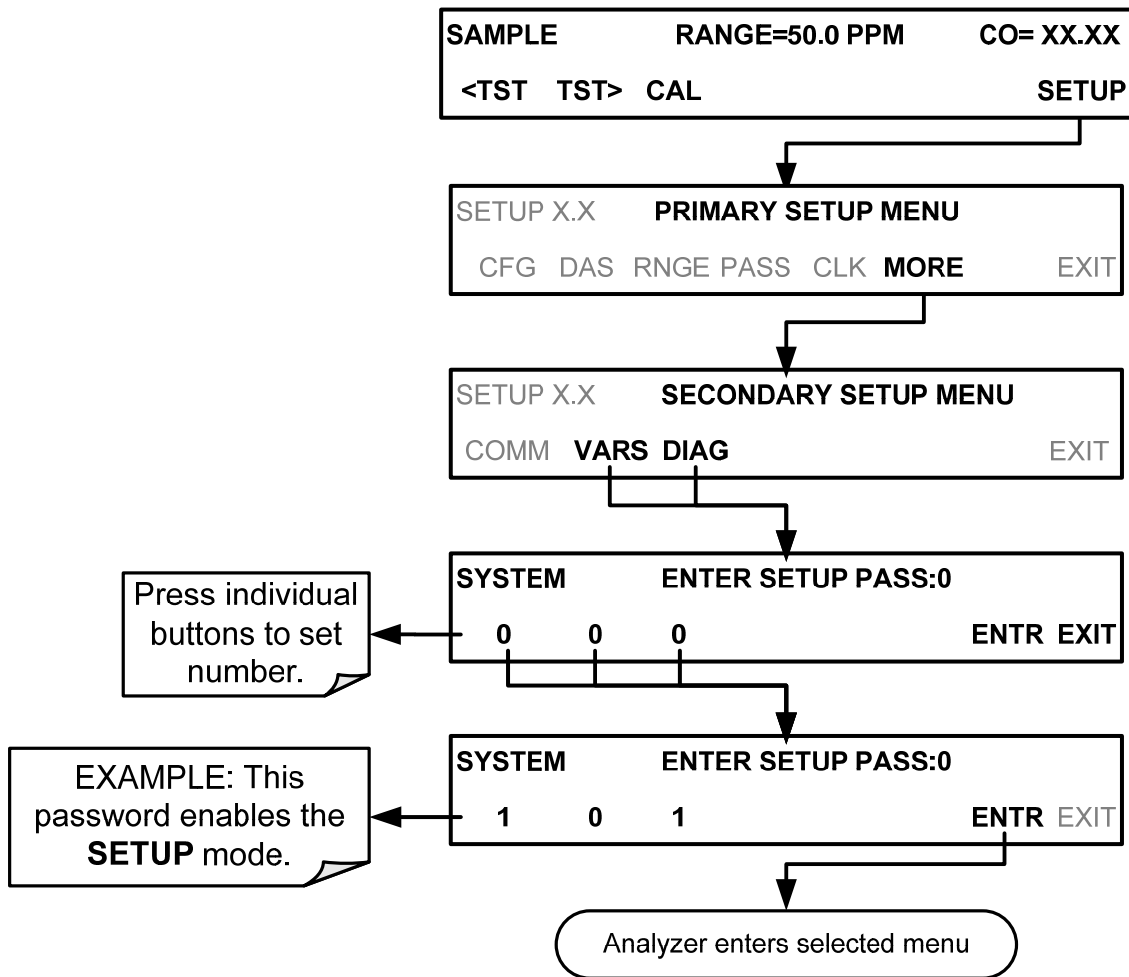 SAMPLE RANGE=50.0 PPM CO= XX.XX
<TST TST> CAL SETUP
SETUP X.X PRIMARY SETUP MENU
CFG DAS RNGE PASS CLK MORE EXIT
SETUP X.X SECONDARY SETUP MENU
COMM VARS DIAG EXIT
SYSTEM ENTER SETUP PASS:0
0 0 0 ENTR EXIT
Press individual
buttons to set
number.
SYSTEM ENTER SETUP PASS:0
1 0 1 ENTR EXIT
EXAMPLE: This
password enables the
SETUP mode.
Analyzer enters selected menu